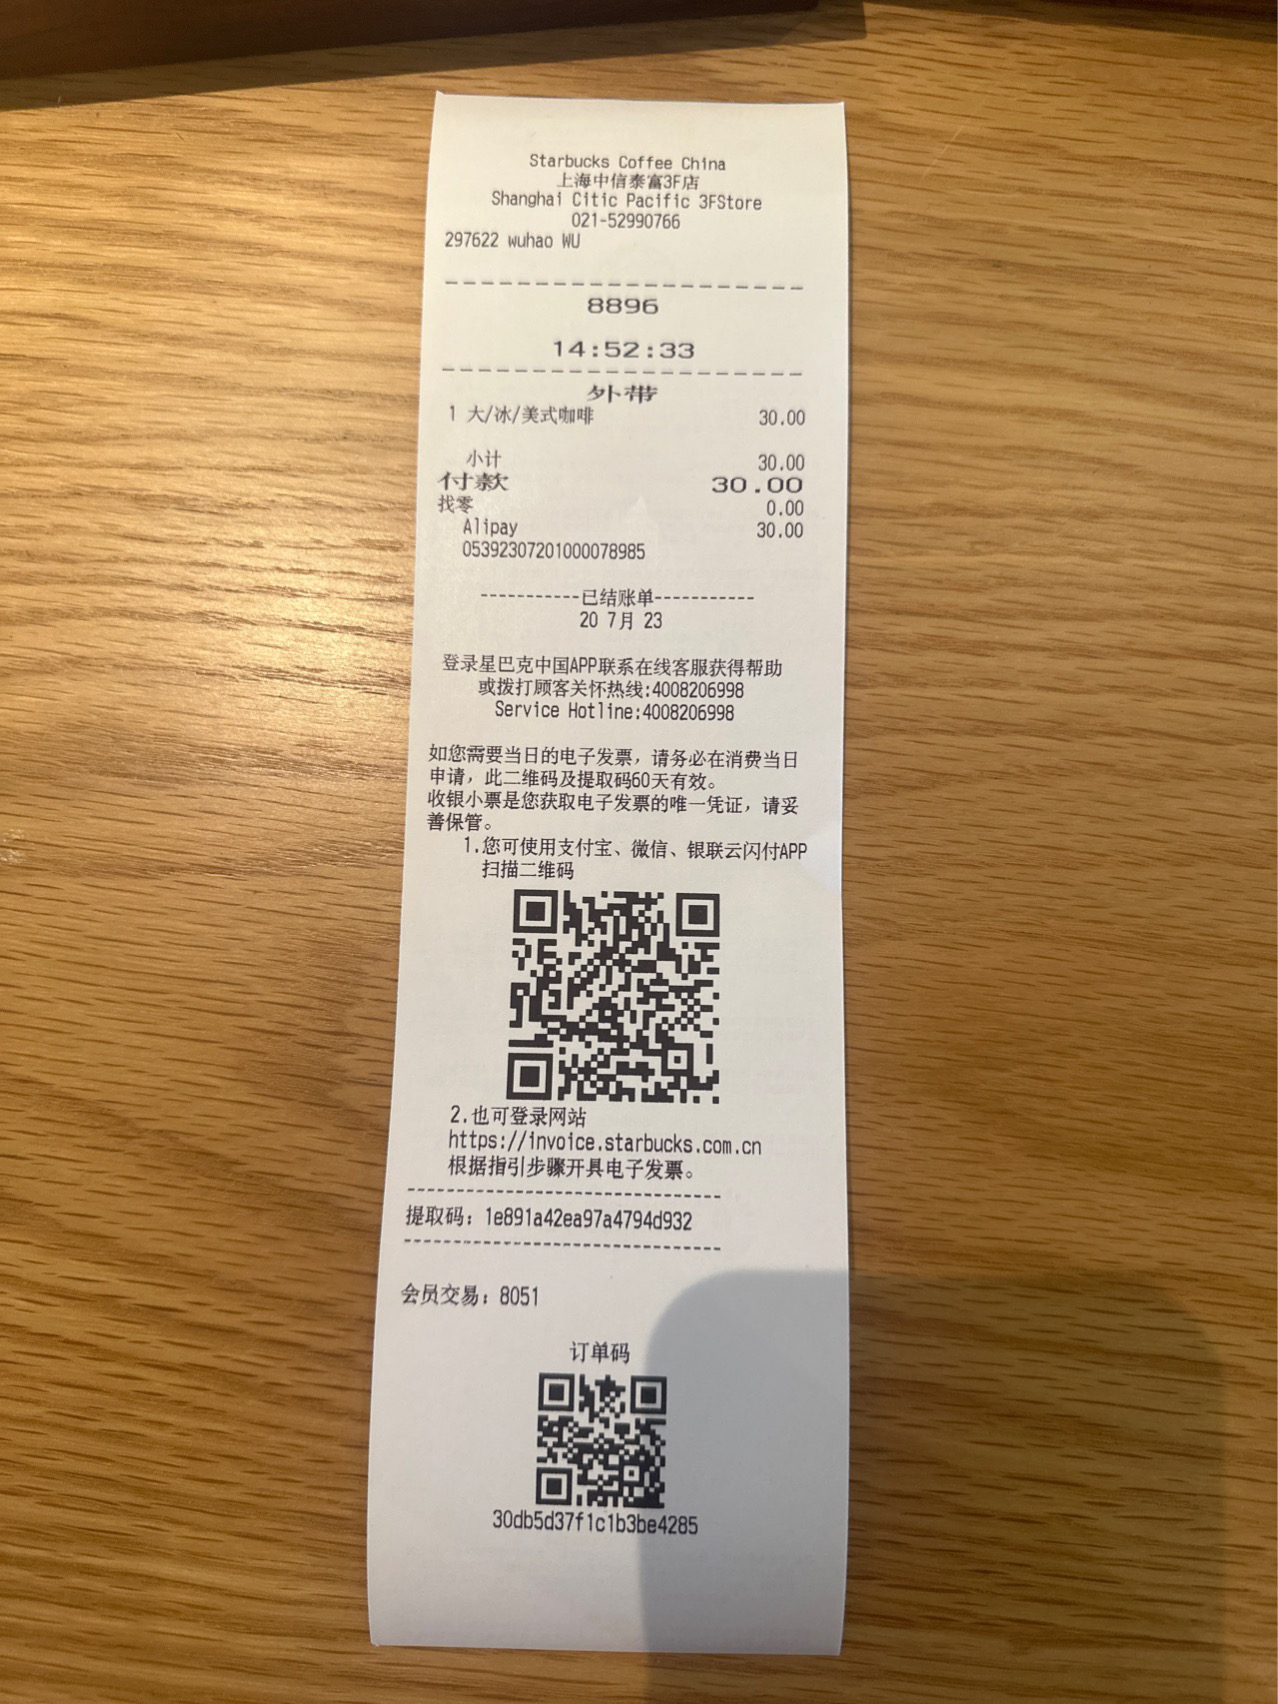 Starbucks Coffee China
上海中信泰富3F店
Shanghai Citic Pacific 3FStore
021-52990766
297622 wuhao WU
8896
14:52:33
外带
1 大/冰/美式咖啡 30.00
小计 30.00
付款 30.00
找零 0.00
Alipay 30.00
05392307201000078985
-----------已结账单-----------
20 7月 23
登录星巴克中国APP联系在线客服获得帮助
或拨打顾客关怀热线:4008206998
Service Hotline:4008206998
如您需要当日的电子发票，请务必在消费当日
申请，此二维码及提取码60天有效。
收银小票是您获取电子发票的唯一凭证，请妥
善保管。
1.您可使用支付宝、微信、银联云闪付APP
扫描二维码
2.也可登录网站
https://invoice.starbucks.com.cn
根据指引步骤开具电子发票。
提取码：1e891a42ea97a4794d932
会员交易：8051
订单码
30db5d37f1c1b3be4285